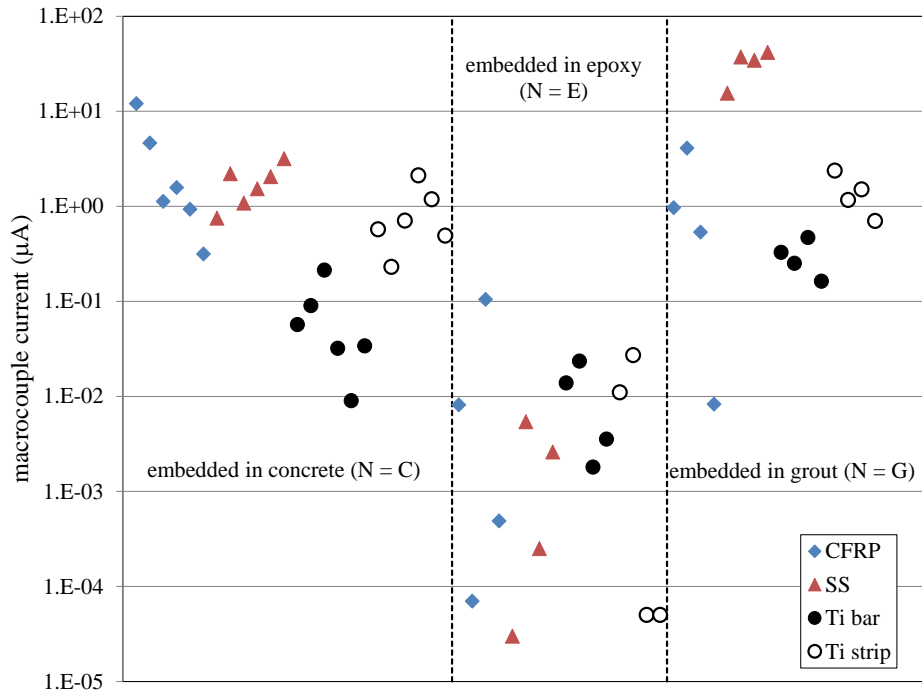 1.E+02
1.E+01
1.E+00
1.E-01
1.E-02
1.E-03
1.E-04
1.E-05
macrocouple current (µA)
embedded in epoxy
(N = E)
embedded in concrete (N = C)
embedded in grout (N = G)
CFRP
SS
Ti bar
Ti strip